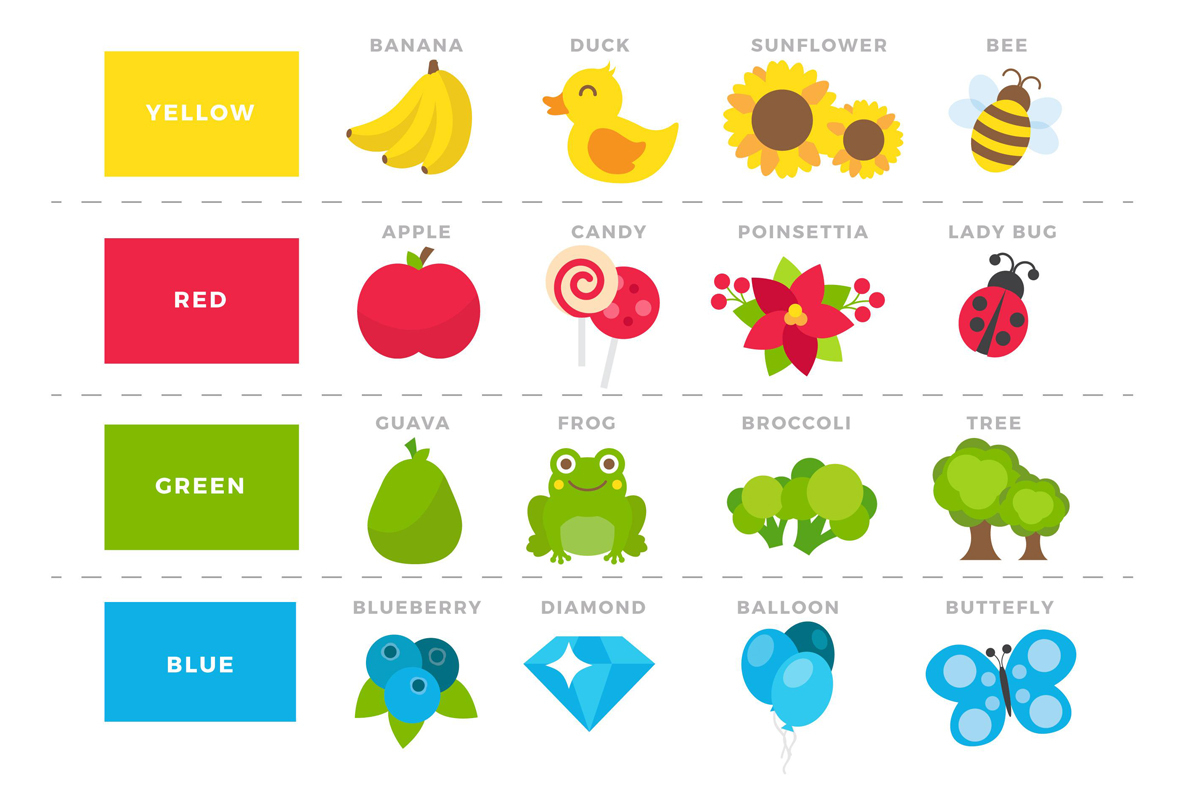 BANANA DUCK SUNFLOWER BEE
YELLOW
APPLE CANDY POINSETTIA LADY BUG
RED
GUAVA FROG BROCCOLI TREE
GREEN
BLUEBERRY DIAMOND BALLOON BUTTEFLY
BLUE